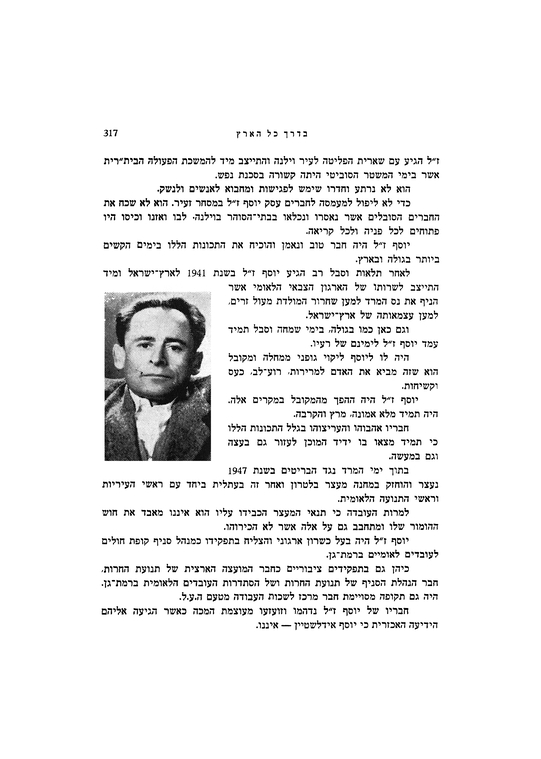 בדרך כל הארץ 317
ז״ל הגיע עם שארית הפליטה לעיר וילנה והתייצב מיד להמשכת הפעולה הבית״רית
אשר בימי המשטר הסוביטי היתה קשורה בסכנת נפש.
הוא לא נרתע וחדרו שימש לפגישות ומחבוא לאנשים ולנשק.
כדי לא ליפול למעמסה לחברים עסק יוסף ז״ל במסחר זעיר. הוא לא שכח את
החברים הסובלים אשר נאסרו ונכלאו בבתי־הסוהר בוילנה. לבו ואזנו וכיסו היו
פתוחים לכל פניה ולכל קריאה.
יוסף ז״ל היה חבר טוב ונאמן והוכיח את התכונות הללו בימים הקשים
ביותר בגולה ובארץ.
לאחר תלאות וסבל רב הגיע יוסף ז״ל בשנת 1941 לארץ־ישראל ומיד
התייצב לשרותו של הארגון הצבאי הלאומי אשר
הניף את נס המרד למען שחרור המולדת מעול זרים,
למען עצמאותה של ארץ־ישראל.
וגם כאן כמו בגולה, בימי שמחה וסבל תמיד
עמד יוסף ז״ל לימינם של רעיו.
היה לו ליוסף ליקוי גופני ממחלה ומקובל
הוא שזה מביא את האדם למרירות, רוע־לב, כעס
וקשיחות.
יוסף ז״ל היה ההפך מהמקובל במקרים אלה.
היה תמיד מלא אמונה, מרץ והקרבה.
חבריו אהבוהו והעריצוהו בגלל התכונות הללו
כי תמיד מצאו בו ידיד המוכן לעזור גם בעצה
וגם במעשה.
בתוך ימי המרד נגד הבריטים בשנת 1947
נעצר והוחזק במחנה מעצר בלטרון ואחר זה בעתלית ביחד עם ראשי העיריות
וראשי התנועה הלאומית.
למרות העובדה כי תנאי המעצר הכבידו עליו הוא איננו מאבד את חוש
ההומור שלו ומתחבב גם על אלה אשר לא הכירוהו.
יוסף ז״ל היה בעל כשרון ארגוני והצליח בתפקידו כמנהל סניף קופת חולים
לעובדים לאומיים ברמת־גן.
כיהן גם בתפקידים ציבוריים כחבר המועצה הארצית של תנועת החרות,
חבר הנהלת הסניף של תנועת החרות ושל הסתדרות העובדים הלאומית ברמת־גן.
היה גם תקופה מסויימת חבר מרכז לשכות העבודה מטעם ה.ע.ל.
חבריו של יוסף ז״ל נדהמו וזועזעו מעוצמת המכה כאשר הגיעה אליהם
הידיעה האכזרית כי יוסף אידלשטיין — איננו.